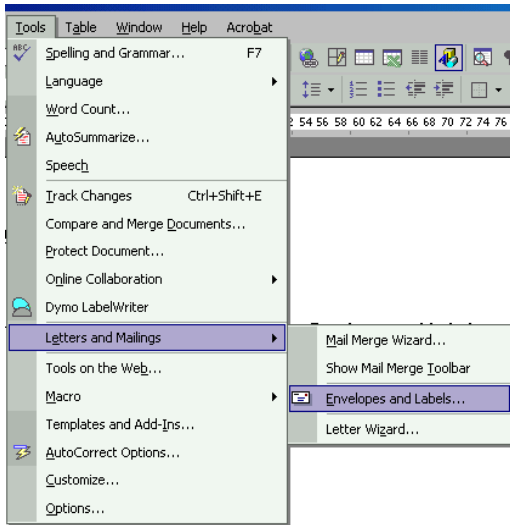 Tools Table Window Help Acrobat
Spelling and Grammar... F7
Language
Word Count...
AutoSummarize...
Speech
Track Changes Ctrl+Shift+E
Compare and Merge Documents...
Protect Document...
Online Collaboration
Dymo LabelWriter
Letters and Mailings
Tools on the Web...
Macro
Templates and Add-Ins...
AutoCorrect Options...
Customize...
Options...
ABC
54 56 58 60 62 64 66 68 70 72 74 76
Mail Merge Wizard...
Show Mail Merge Toolbar
Envelopes and Labels...
Letter Wizard...